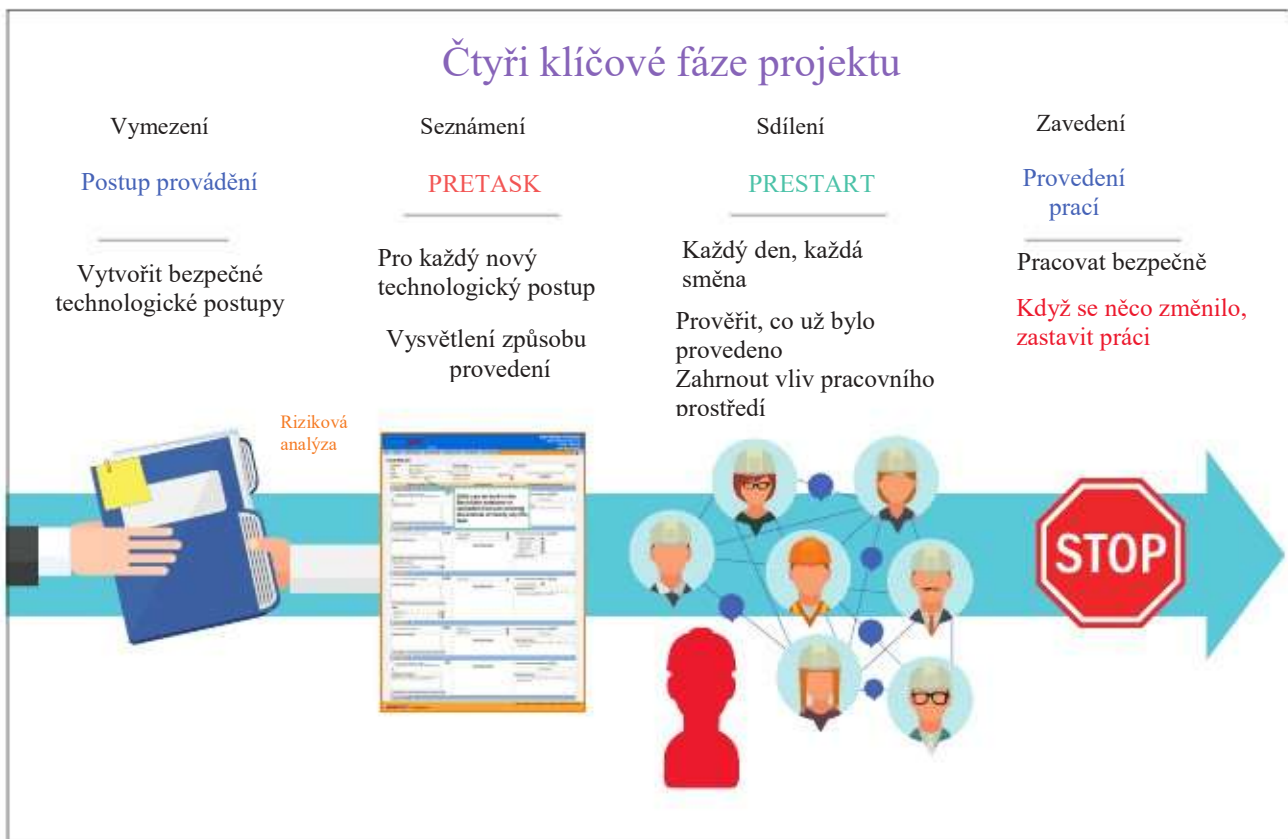 Čtyři klíčové fáze projektu
Vymezení
Postup provádění
Vytvořit bezpečné
technologické postupy
Riziková
analýza
Seznámení
PRETASK
Pro každý nový
technologický postup
Vysvětlení způsobu
provedení
Sdílení
PRESTART
Každý den, každá
směna
Prověřit, co už bylo
provedeno
Zahrnout vliv pracovního
prostředí
Zavedení
Provedení
prací
Pracovat bezpečně
Když se něco změnilo,
zastavit práci
STOP